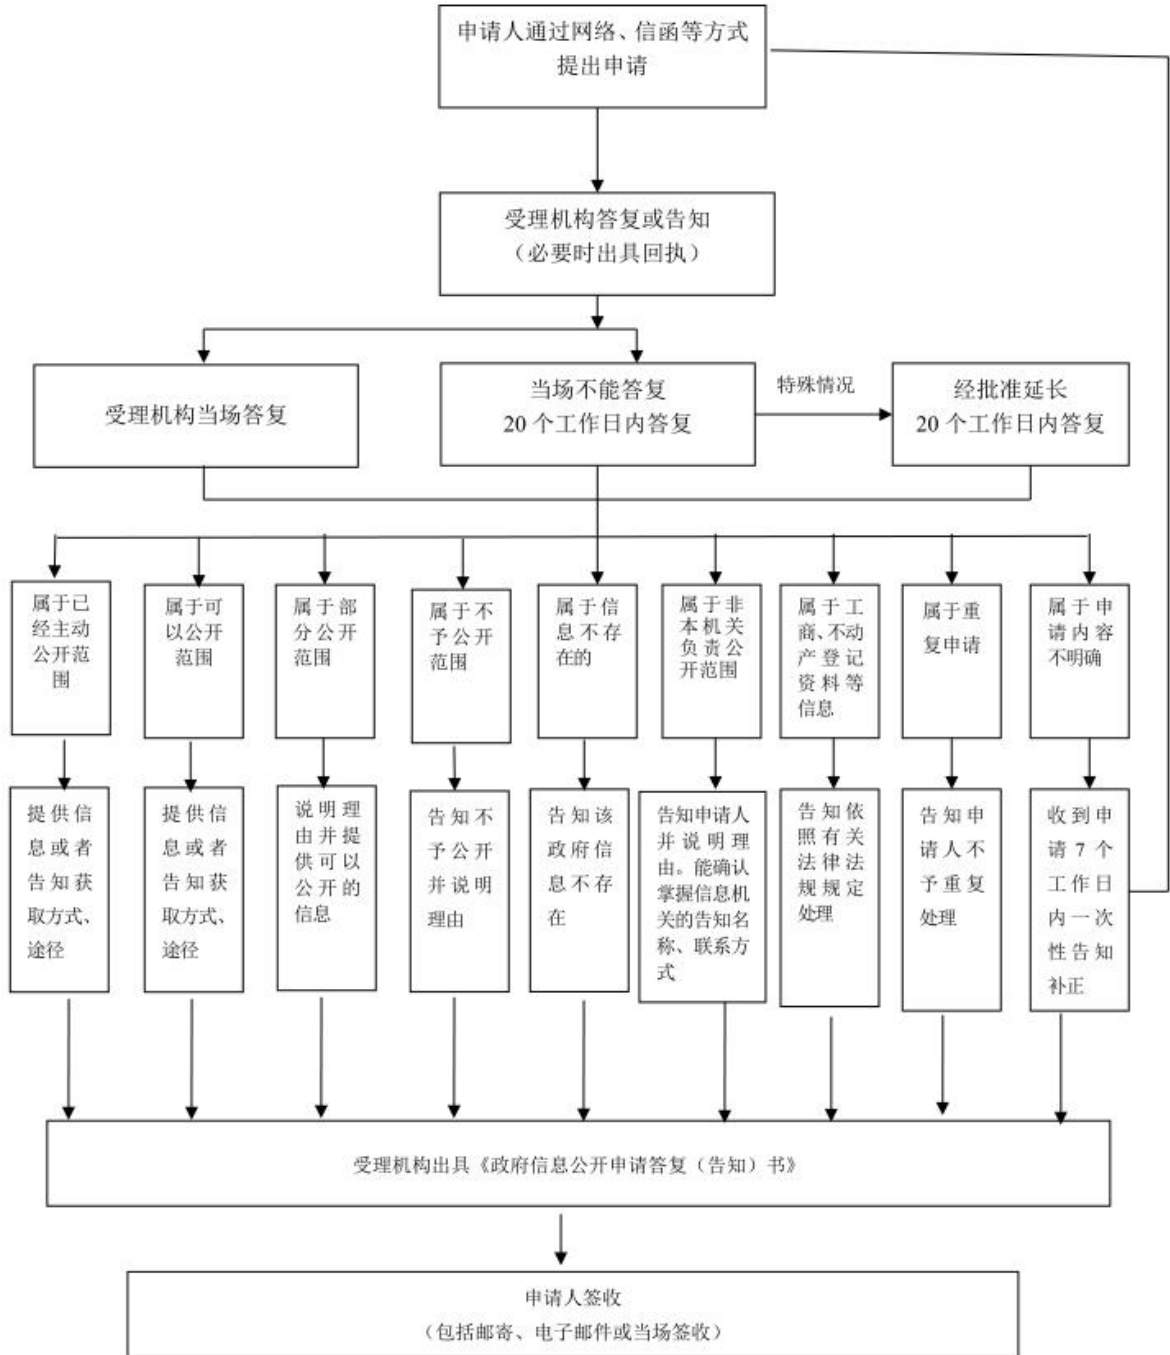 申请人通过网络、信函等方式
提出申请
受理机构答复或告知
（必要时出具回执）
受理机构当场答复
当场不能答复
20 个工作日内答复
特殊情况
经批准延长
20 个工作日内答复
属于已
经主动
公开范
围
属于可
以公开
范围
属于部
分公开
范围
属于不
予公开
范围
属于信
息不存
在的
属于非
本机关
负责公
开范围
属于工
商、不动
产登记
资料等
信息
属于重
复申请
属于申
请内容
不明确
提供信
息或者
告知获
取方式、
途径
提供信
息或者
告知获
取方式、
途径
说明理
由并提
供可以
公开的
信息
告知不
予公开
并说明
理由
告知该
政府信
息不存
在
告知申请人
并说明理
由。能确认
掌握信息机
关的告知名
称、联系方
式
告知依
照有关
法律法
规规定
处理
告知申
请人不
予重复
处理
收到申
请 7 个
工作日
内一次
性告知
补正
受理机构出具《政府信息公开申请答复（告知）书》
申请人签收
（包括邮寄、电子邮件或当场签收）